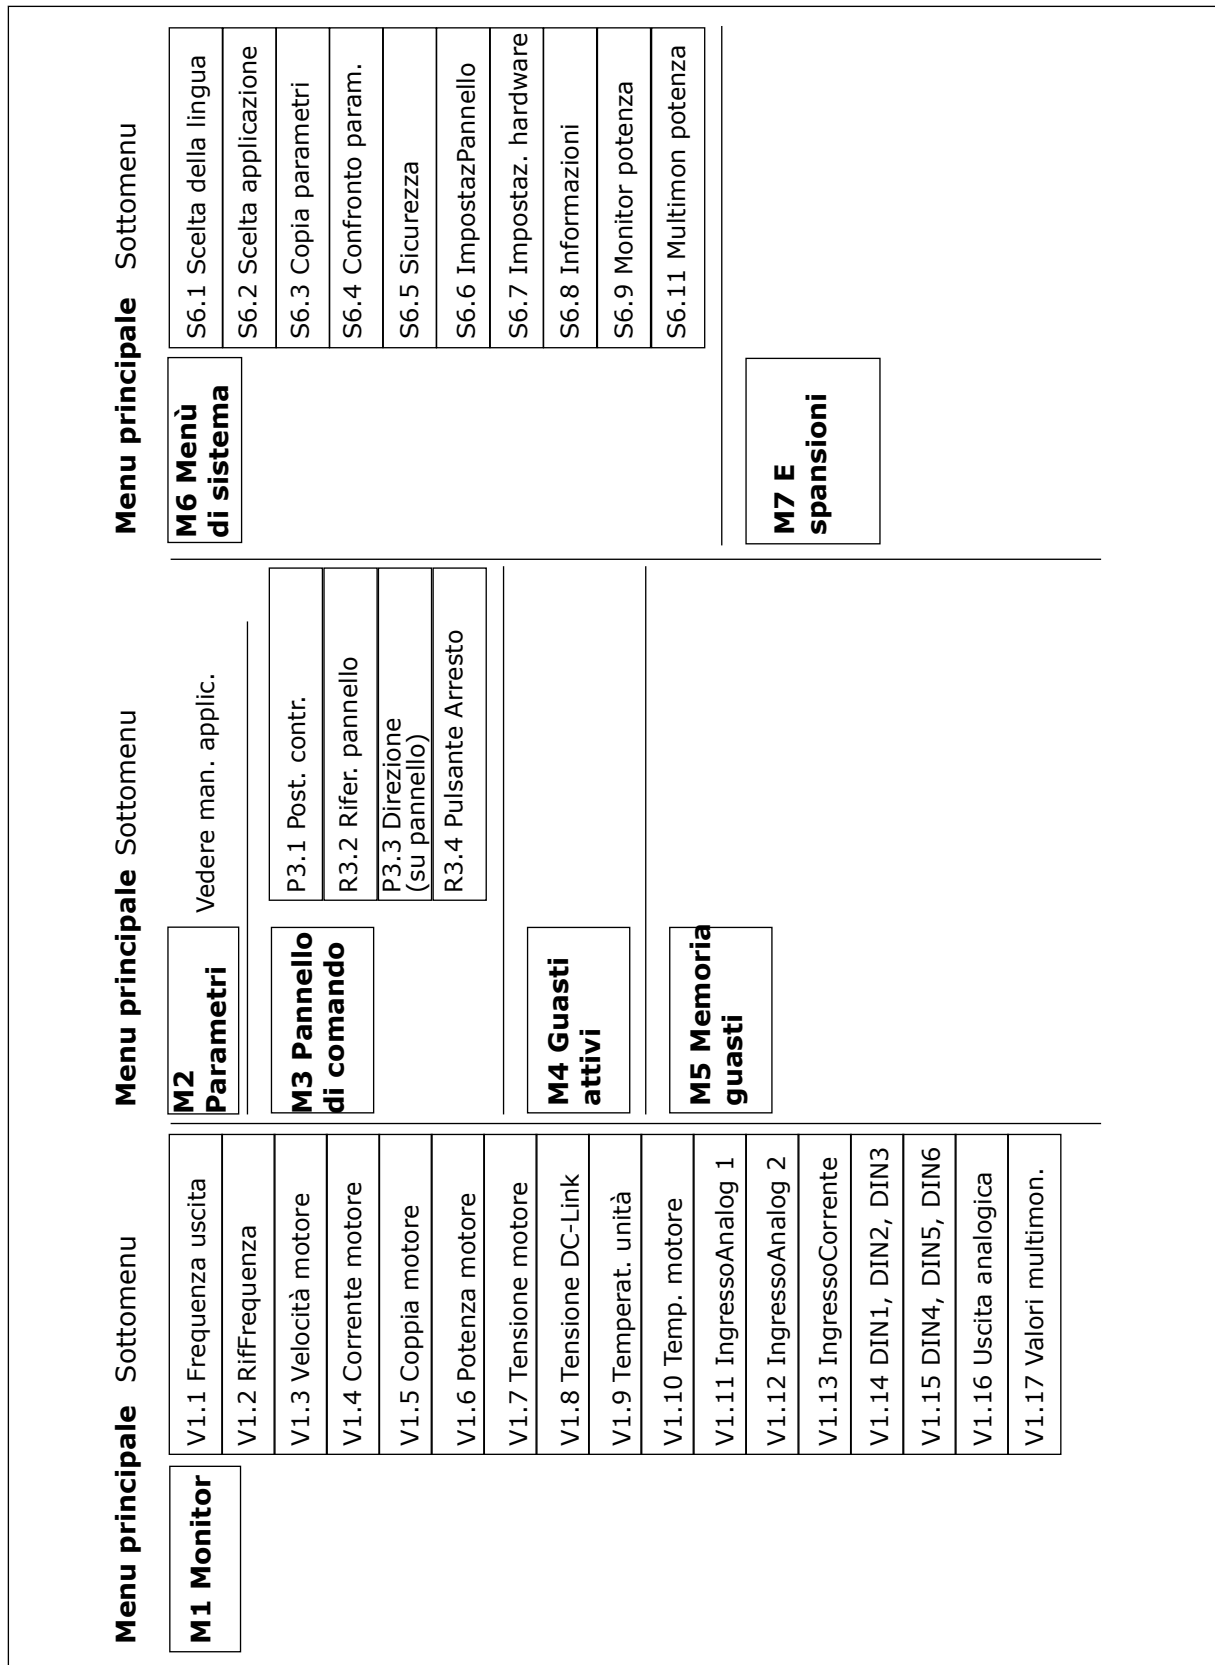 Menu principale Sottomenu
M1 Monitor
V1.1 Frequenza uscita
V1.2 RifFrequenza
V1.3 Velocità motore
V1.4 Corrente motore
V1.5 Coppia motore
V1.6 Potenza motore
V1.7 Tensione motore
V1.8 Tensione DC-Link
V1.9 Temperat. unità
V1.10 Temp. motore
V1.11 IngressoAnalog 1
V1.12 IngressoAnalog 2
V1.13 IngressoCorrente
V1.14 DIN1, DIN2, DIN3
V1.15 DIN4, DIN5, DIN6
V1.16 Uscita analogica
V1.17 Valori multimon.
Menu principale Sottomenu
M2
Parametri
Vedere man. applic.
M3 Pannello
di comando
P3.1 Post. contr.
R3.2 Rifer. pannello
P3.3 Direzione
(su pannello)
R3.4 Pulsante Arresto
M4 Guasti
attivi
M5 Memoria
guasti
Menu principale Sottomenu
M6 Menù
di sistema
S6.1 Scelta della lingua
S6.2 Scelta applicazione
S6.3 Copia parametri
S6.4 Confronto param.
S6.5 Sicurezza
S6.6 ImpostazPannello
S6.7 Impostaz. hardware
S6.8 Informazioni
S6.9 Monitor potenza
S6.11 Multimon potenza
M7 E
spansioni